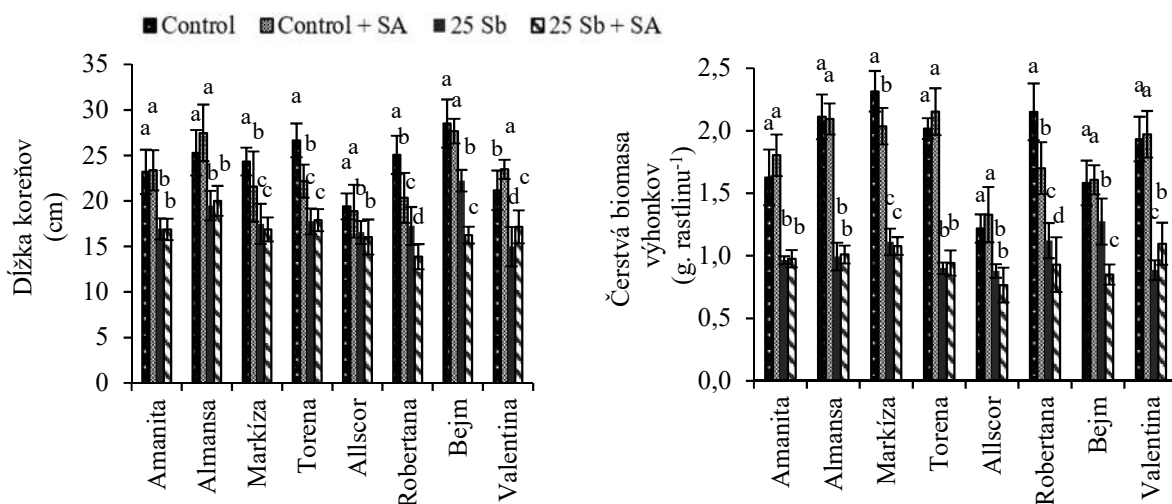 Control Control + SA 25 Sb 25 Sb + SA
Dĺžka koreňov
(cm)
35
30
25
20
15
10
5
0
a a b b
a a b b
a b c c
a b c c
a a b b
a b c d
a a b c
b a d c
Amanita
Almansa
Markíza
Torena
Allscor
Robertana
Bejm
Valentina
Čerstvá biomasa
výhonkov
(g. rastlinu⁻¹)
2,5
2,0
1,5
1,0
0,5
0,0
a a b b
a a b b
a b c c
a a b b
a a b b
a b c d
a a b c
a a c b
Amanita
Almansa
Markíza
Torena
Allscor
Robertana
Bejm
Valentina